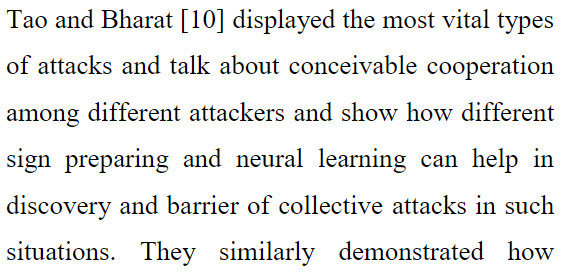 Tao and Bharat [10] displayed the most vital types
of attacks and talk about conceivable cooperation
among different attackers and show how different
sign preparing and neural learning can help in
discovery and barrier of collective attacks in such
situations. They similarly demonstrated how